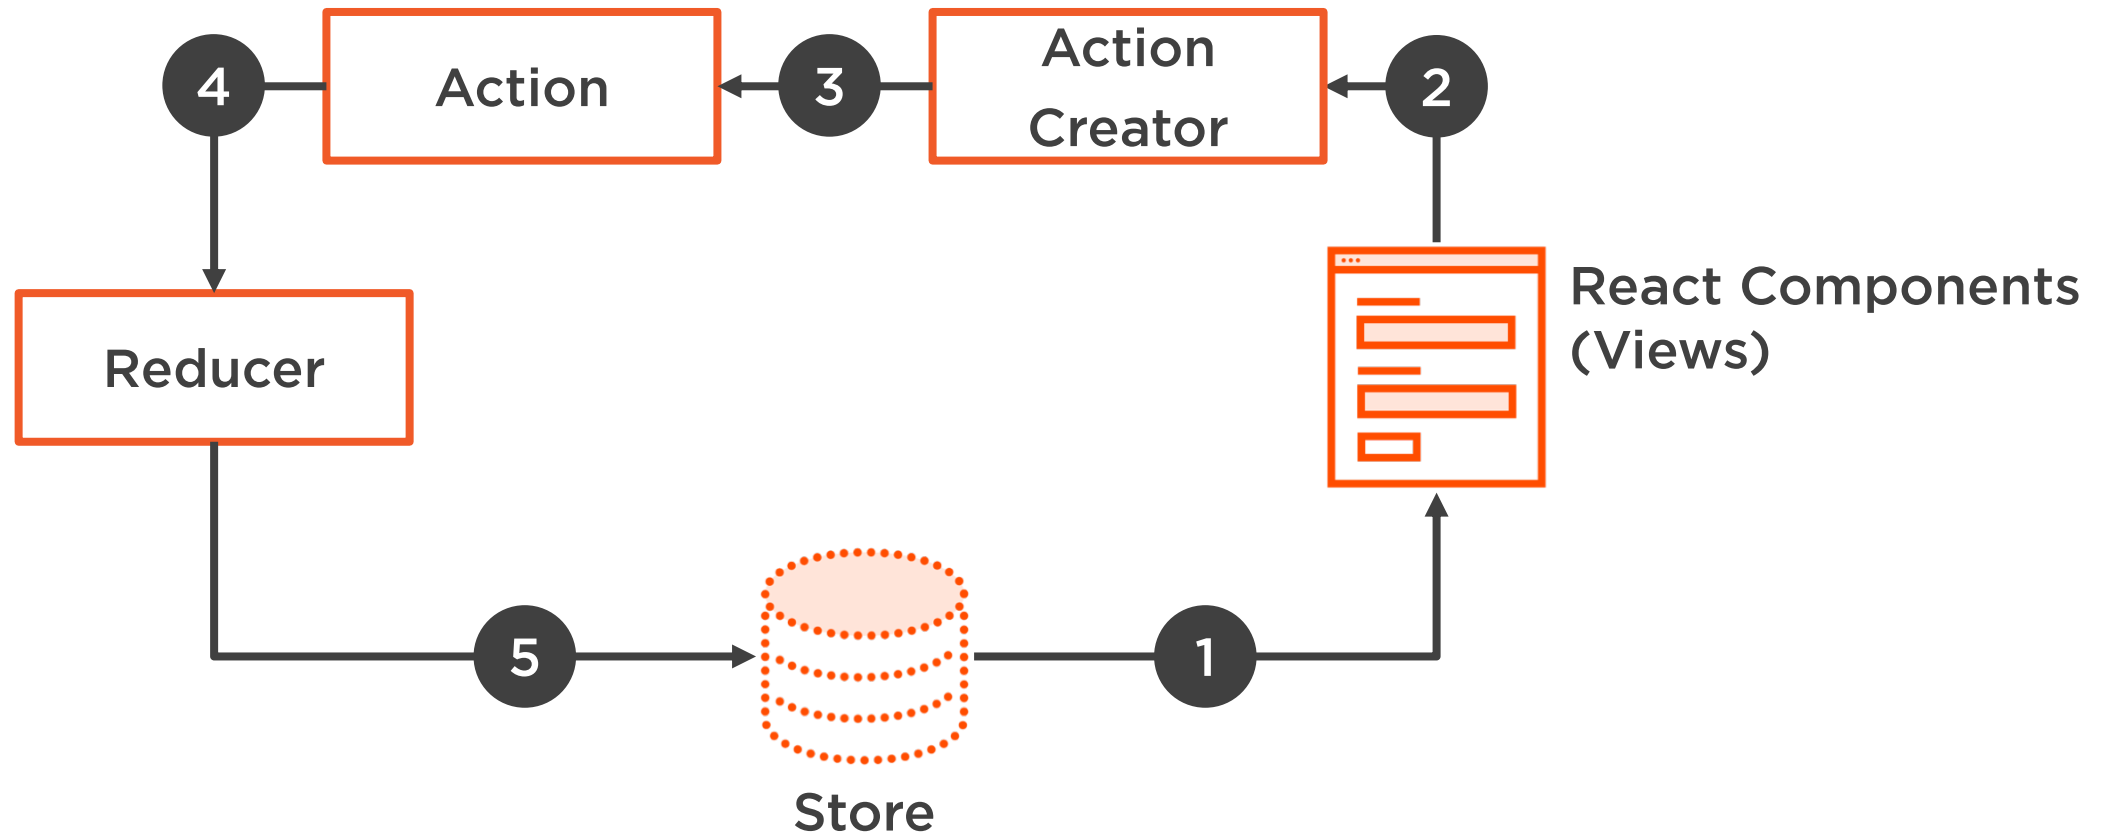 4
Action
3
Action
Creator
2
Reducer
React Components
(Views)
5
1
Store